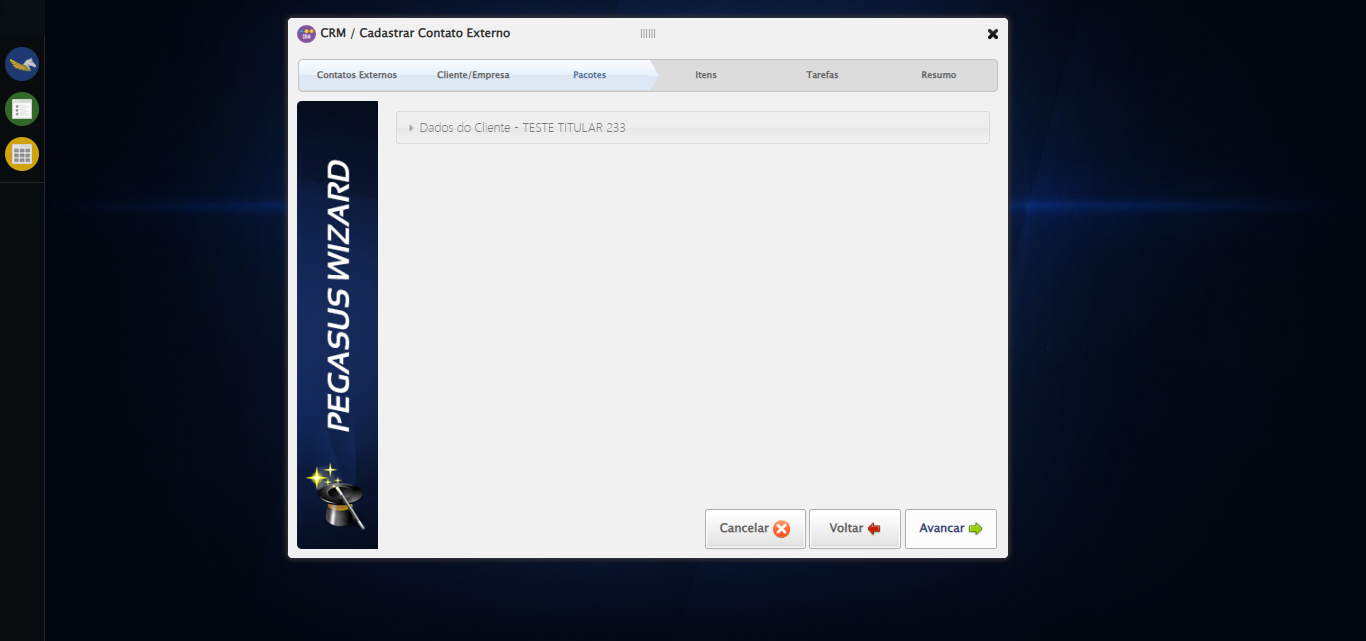 CRM / Cadastrar Contato Externo
Contatos Externos
Cliente/Empresa
Pacotes
Itens
Tarefas
Resumo
Dados do Cliente - TESTE TITULAR 233
PEGASUS WIZARD
Cancelar
Voltar
Avancar